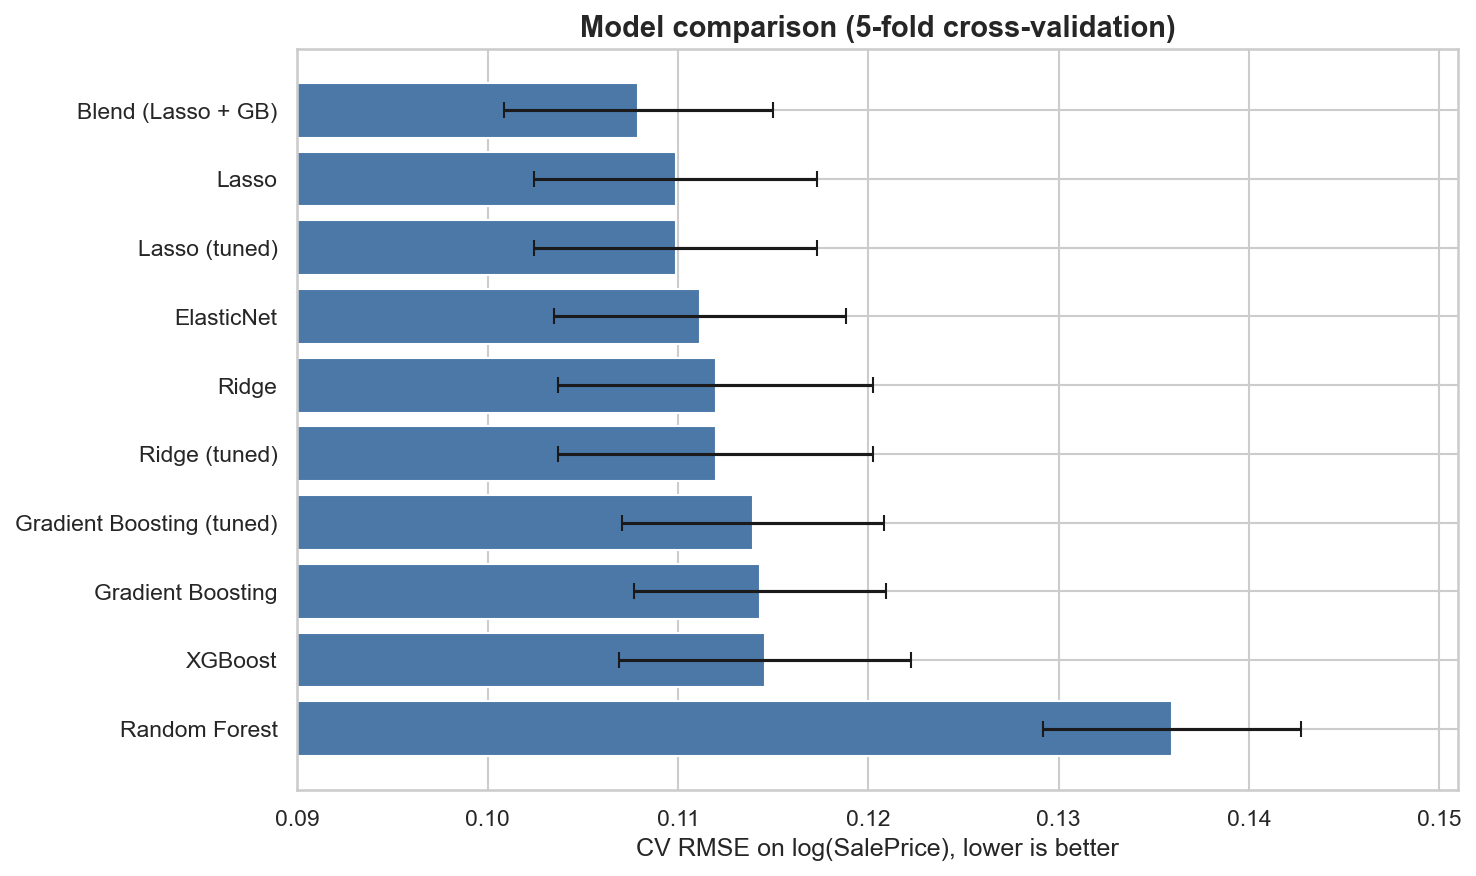 Model comparison (5-fold cross-validation)
Blend (Lasso + GB)
Lasso
Lasso (tuned)
ElasticNet
Ridge
Ridge (tuned)
Gradient Boosting (tuned)
Gradient Boosting
XGBoost
Random Forest
0.09 0.10 0.11 0.12 0.13 0.14 0.15
CV RMSE on log(SalePrice), lower is better